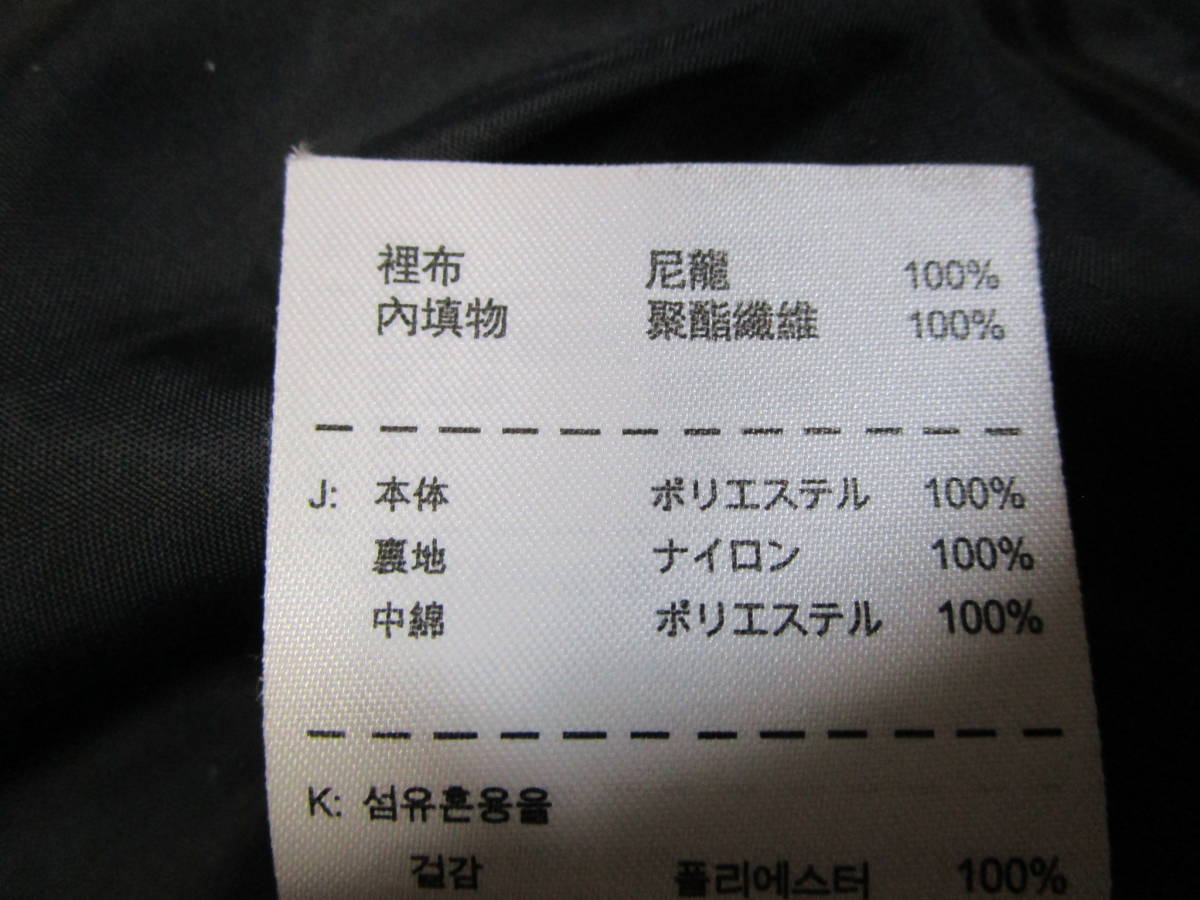 裡布 尼龍 100%
內填物 聚酯纖維 100%
J: 本体 ポリエステル 100%
裏地 ナイロン 100%
中綿 ポリエステル 100%
K: 섬유혼용율
겉감 폴리에스터 100%